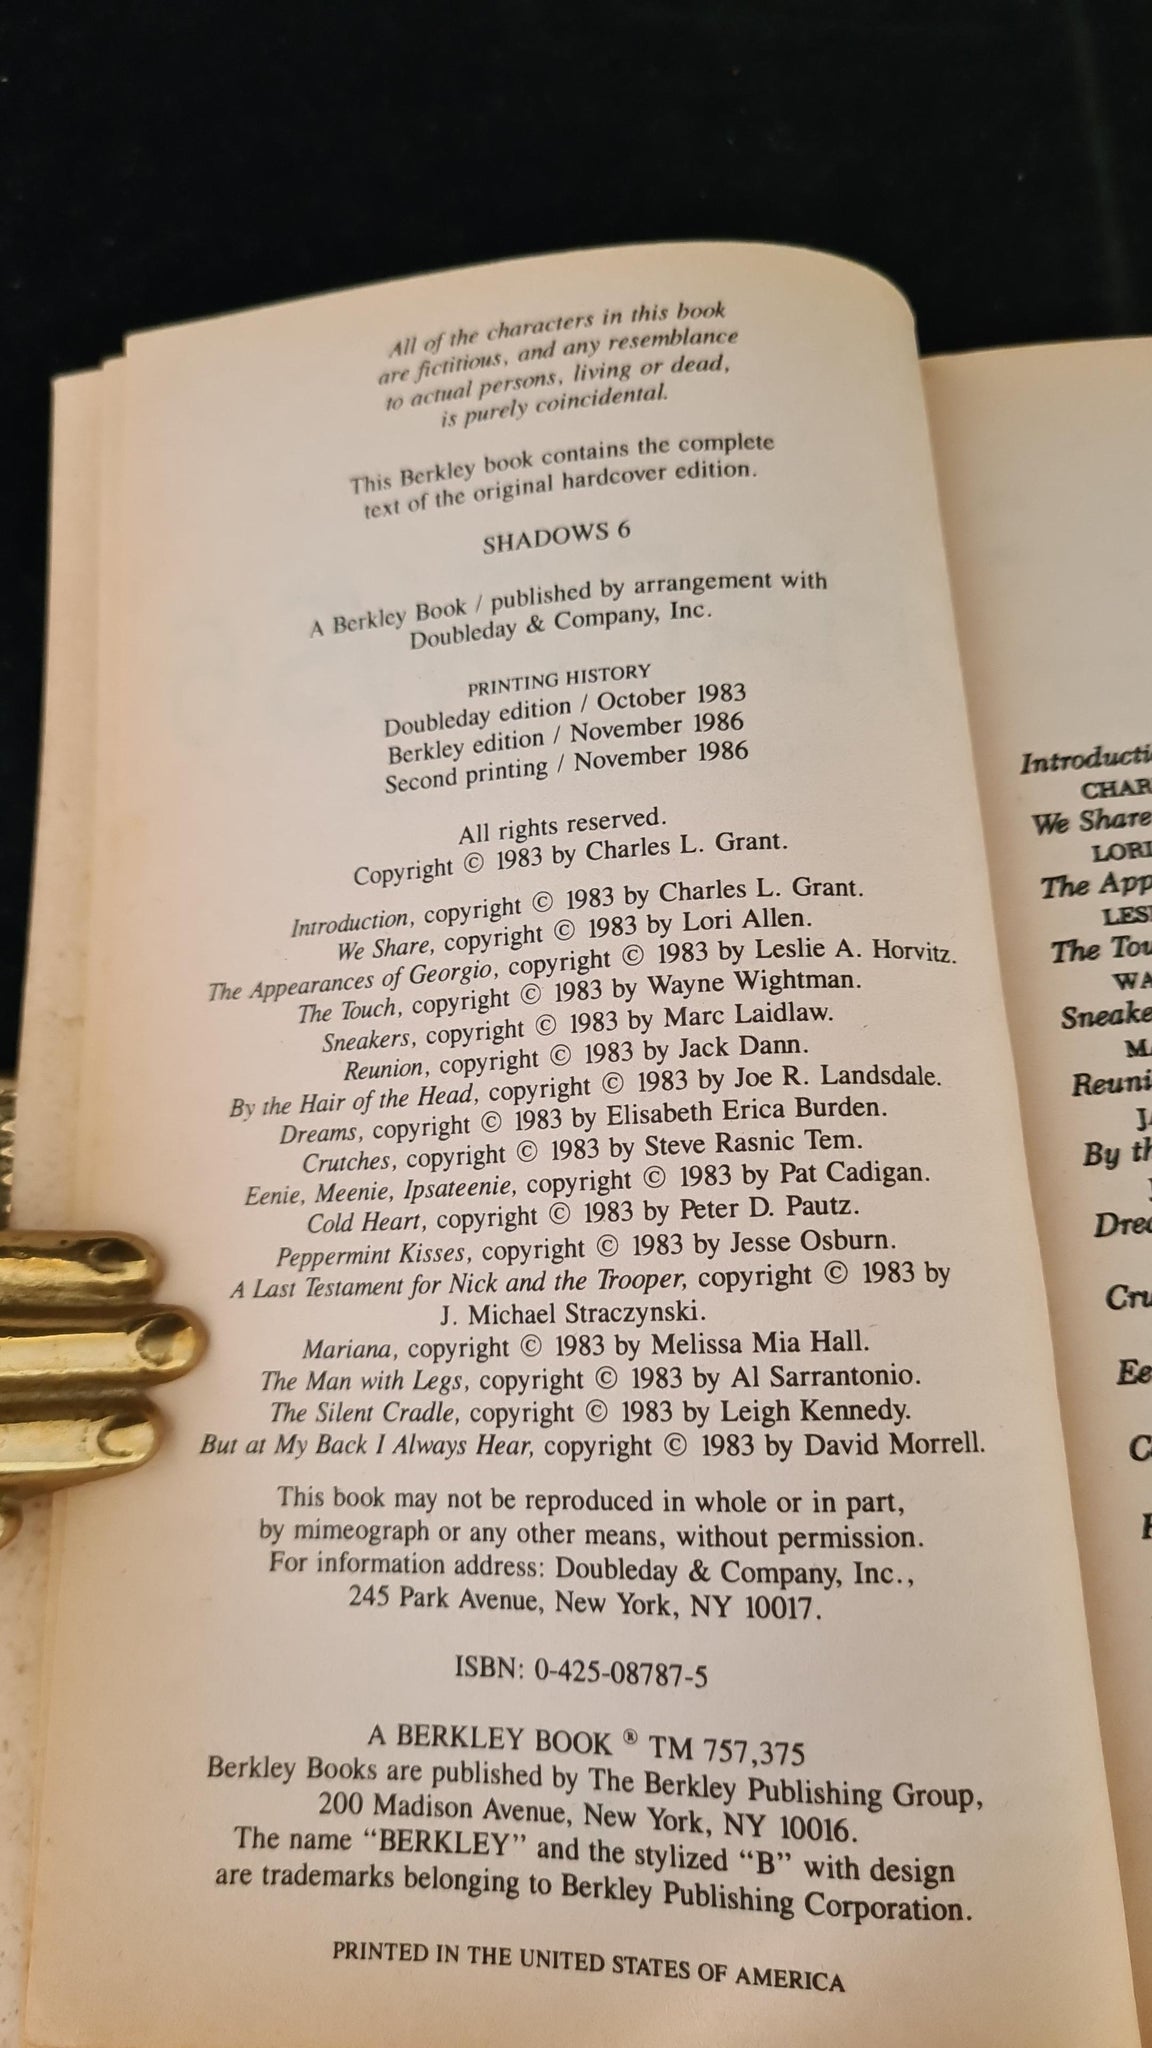 All of the characters in this book
are fictitious, and any resemblance
to actual persons, living or dead,
is purely coincidental.
This Berkley book contains the complete
text of the original hardcover edition.
SHADOWS 6
A Berkley Book / published by arrangement with
Doubleday & Company, Inc.
PRINTING HISTORY
Doubleday edition / October 1983
Berkley edition / November 1986
Second printing / November 1986
All rights reserved.
Copyright © 1983 by Charles L. Grant.
Introduction, copyright © 1983 by Charles L. Grant.
We Share, copyright © 1983 by Lori Allen.
The Appearances of Georgio, copyright © 1983 by Leslie A. Horvitz.
The Touch, copyright © 1983 by Wayne Wightman.
Sneakers, copyright © 1983 by Marc Laidlaw.
Reunion, copyright © 1983 by Jack Dann.
By the Hair of the Head, copyright © 1983 by Joe R. Landsdale.
Dreams, copyright © 1983 by Elisabeth Erica Burden.
Crutches, copyright © 1983 by Steve Rasnic Tem.
Eenie, Meenie, Ipsateenie, copyright © 1983 by Pat Cadigan.
Cold Heart, copyright © 1983 by Peter D. Pautz.
Peppermint Kisses, copyright © 1983 by Jesse Osburn.
A Last Testament for Nick and the Trooper, copyright © 1983 by
J. Michael Straczynski.
Mariana, copyright © 1983 by Melissa Mia Hall.
The Man with Legs, copyright © 1983 by Al Sarrantonio.
The Silent Cradle, copyright © 1983 by Leigh Kennedy.
But at My Back I Always Hear, copyright © 1983 by David Morrell.
This book may not be reproduced in whole or in part,
by mimeograph or any other means, without permission.
For information address: Doubleday & Company, Inc.,
245 Park Avenue, New York, NY 10017.
ISBN: 0-425-08787-5
A BERKLEY BOOK ® TM 757,375
Berkley Books are published by The Berkley Publishing Group,
200 Madison Avenue, New York, NY 10016.
The name “BERKLEY” and the stylized “B” with design
are trademarks belonging to Berkley Publishing Corporation.
PRINTED IN THE UNITED STATES OF AMERICA
We Share
The
The
By